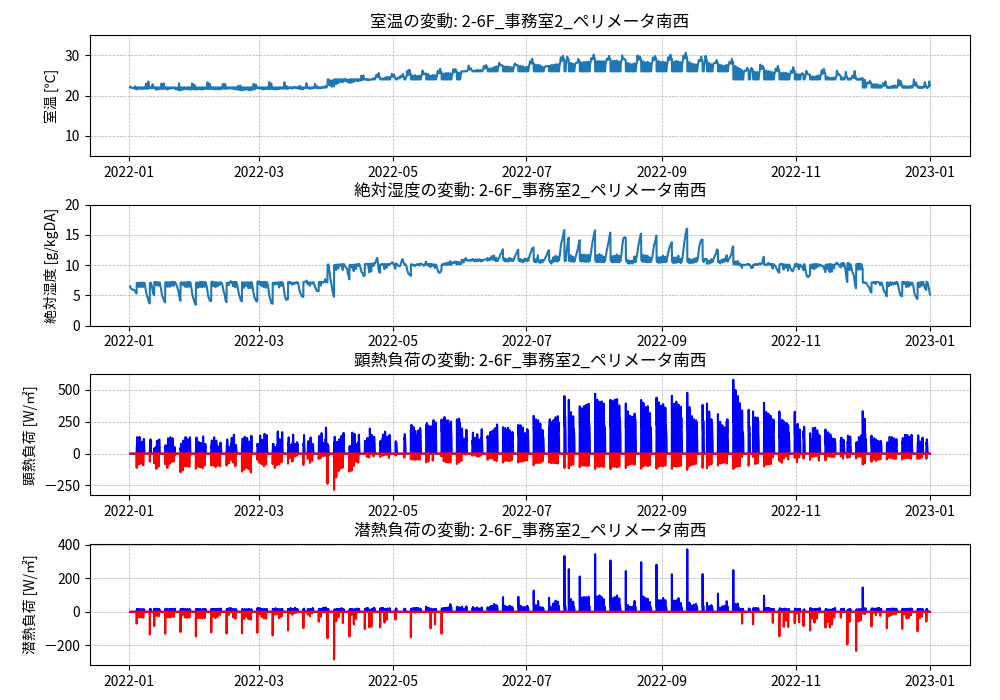 室温の変動: 2-6F_事務室2_ペリメータ南西
室温 [℃]
30
20
10
2022-01 2022-03 2022-05 2022-07 2022-09 2022-11 2023-01
絶対湿度の変動: 2-6F_事務室2_ペリメータ南西
絶対湿度 [g/kgDA]
20
15
10
5
0
2022-01 2022-03 2022-05 2022-07 2022-09 2022-11 2023-01
顕熱負荷の変動: 2-6F_事務室2_ペリメータ南西
顕熱負荷 [W/㎡]
500
250
0
−250
2022-01 2022-03 2022-05 2022-07 2022-09 2022-11 2023-01
潜熱負荷の変動: 2-6F_事務室2_ペリメータ南西
潜熱負荷 [W/㎡]
400
200
0
−200
2022-01 2022-03 2022-05 2022-07 2022-09 2022-11 2023-01